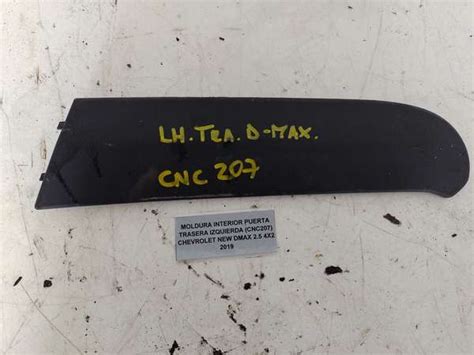 LH.TRA.D-MAX.
CNC 207
MOLDURA INTERIOR PUERTA
TRASERA IZQUIERDA (CNC207)
CHEVROLET NEW DMAX 2.5 4X2
2019